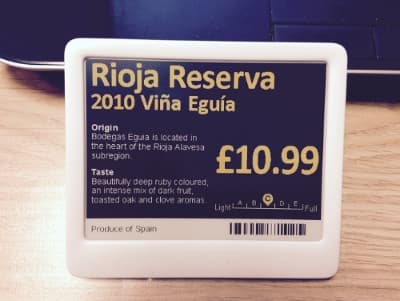 Rioja Reserva
2010 Viña Eguía
Origin
Bodegas Eguia is located in
the heart of the Rioja Alavesa
subregion.
£10.99
Taste
Beautifully deep ruby coloured,
an intense mix of dark fruit,
toasted oak and clove aromas.
Light A B C D E Full
Produce of Spain